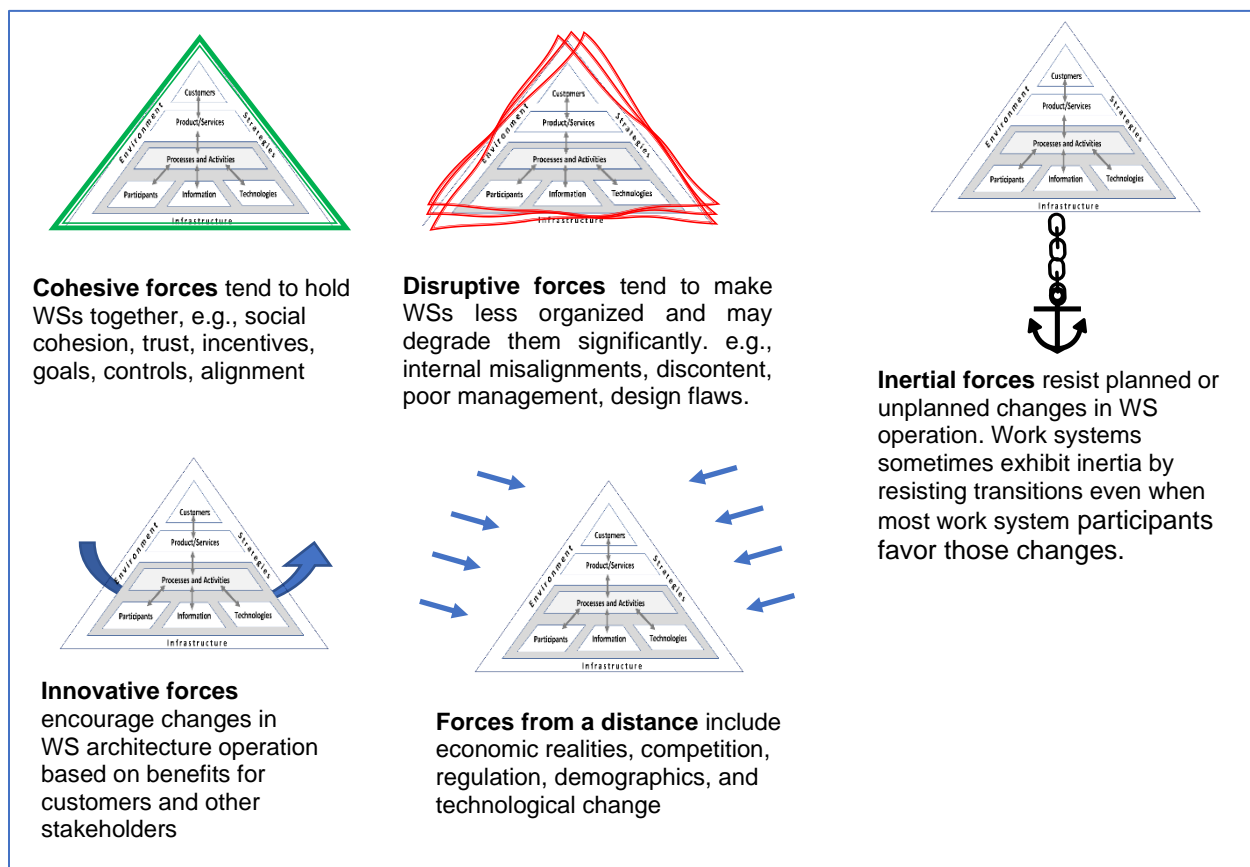 Customers
Product/Services
Environment
Strategies
Processes and Activities
Participants
Information
Technologies
Infrastructure
Cohesive forces tend to hold
WSs together, e.g., social
cohesion, trust, incentives,
goals, controls, alignment
Customers
Product/Services
Environment
Strategies
Processes and Activities
Participants
Information
Technologies
Infrastructure
Disruptive forces tend to make
WSs less organized and may
degrade them significantly. e.g.,
internal misalignments, discontent,
poor management, design flaws.
Customers
Product/Services
Environment
Strategies
Processes and Activities
Participants
Information
Technologies
Infrastructure
Inertial forces resist planned or
unplanned changes in WS
operation. Work systems
sometimes exhibit inertia by
resisting transitions even when
most work system participants
favor those changes.
Customers
Product/Services
Environment
Strategies
Processes and Activities
Participants
Information
Technologies
Infrastructure
Innovative forces
encourage changes in
WS architecture operation
based on benefits for
customers and other
stakeholders
Customers
Product/Services
Environment
Strategies
Processes and Activities
Participants
Information
Technologies
Infrastructure
Forces from a distance include
economic realities, competition,
regulation, demographics, and
technological change